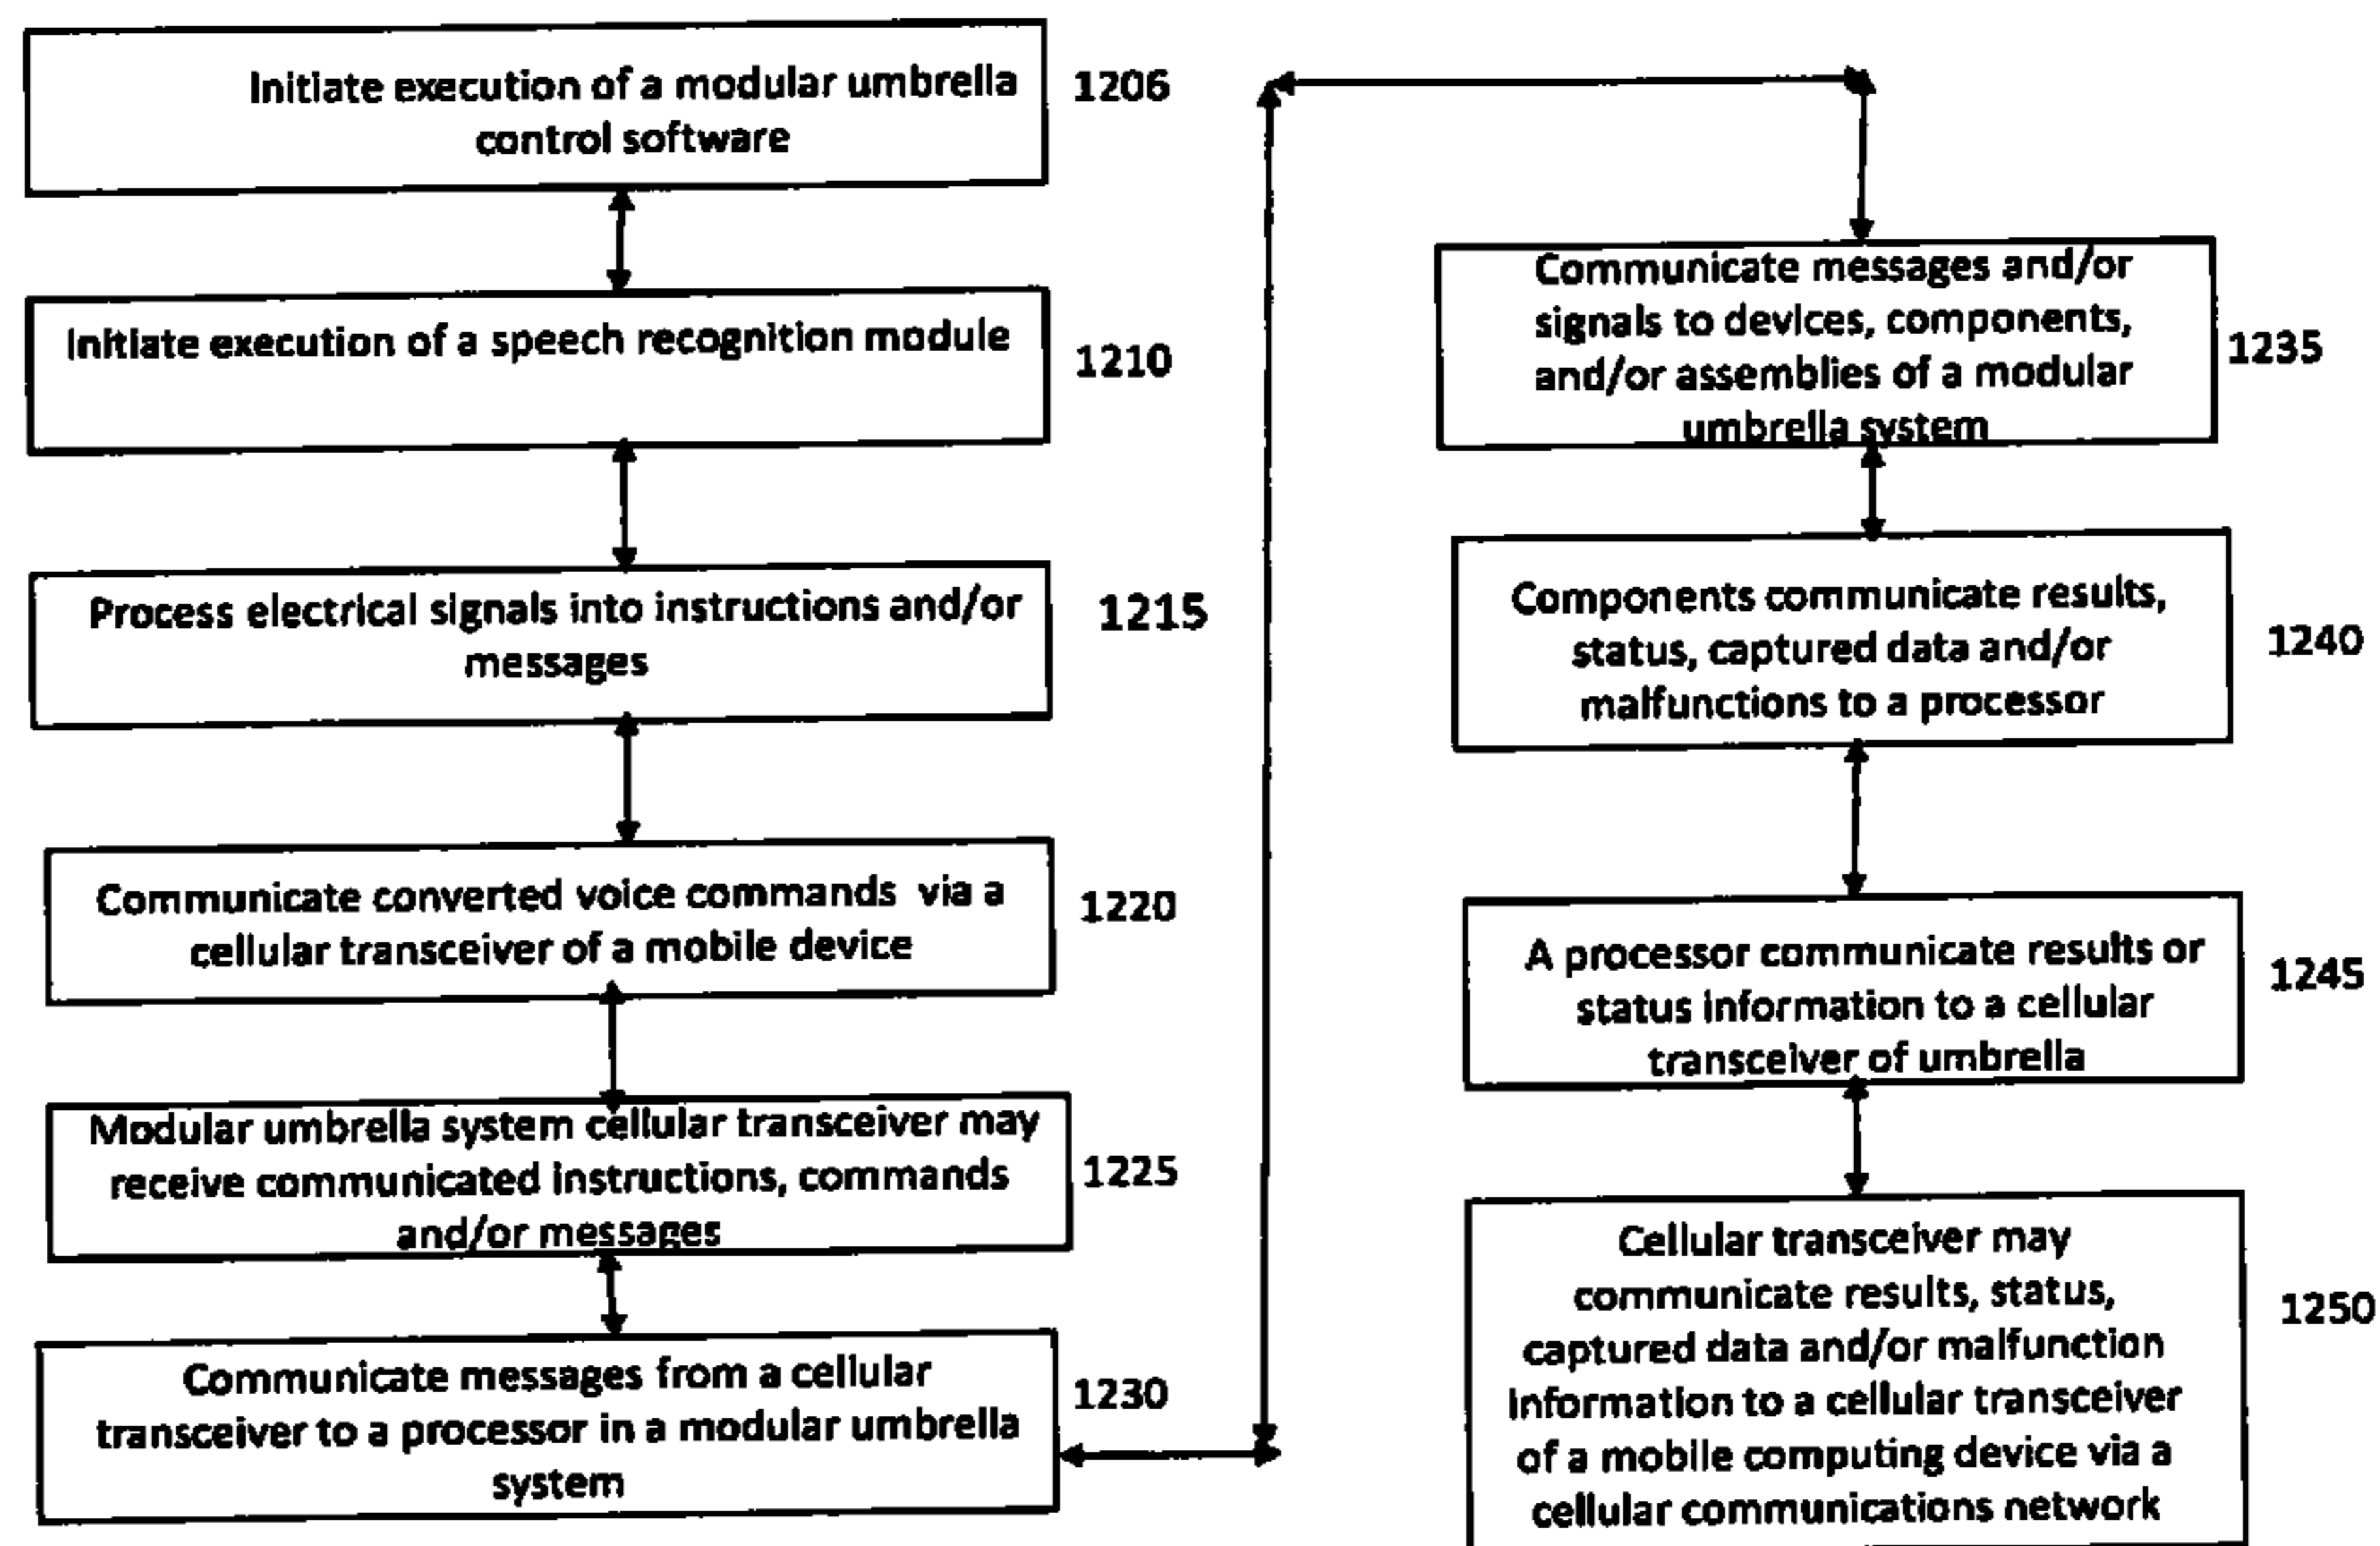 Initiate execution of a modular umbrella
control software
1206
Initiate execution of a speech recognition module
1210
Process electrical signals into instructions and/or
messages
1215
Communicate converted voice commands via a
cellular transceiver of a mobile device
1220
Modular umbrella system cellular transceiver may
receive communicated instructions, commands
and/or messages
1225
Communicate messages from a cellular
transceiver to a processor in a modular umbrella
system
1230
Communicate messages and/or
signals to devices, components,
and/or assemblies of a modular
umbrella system
1235
Components communicate results,
status, captured data and/or
malfunctions to a processor
1240
A processor communicate results or
status information to a cellular
transceiver of umbrella
1245
Cellular transceiver may
communicate results, status,
captured data and/or malfunction
Information to a cellular transceiver
of a mobile computing device via a
cellular communications network
1250